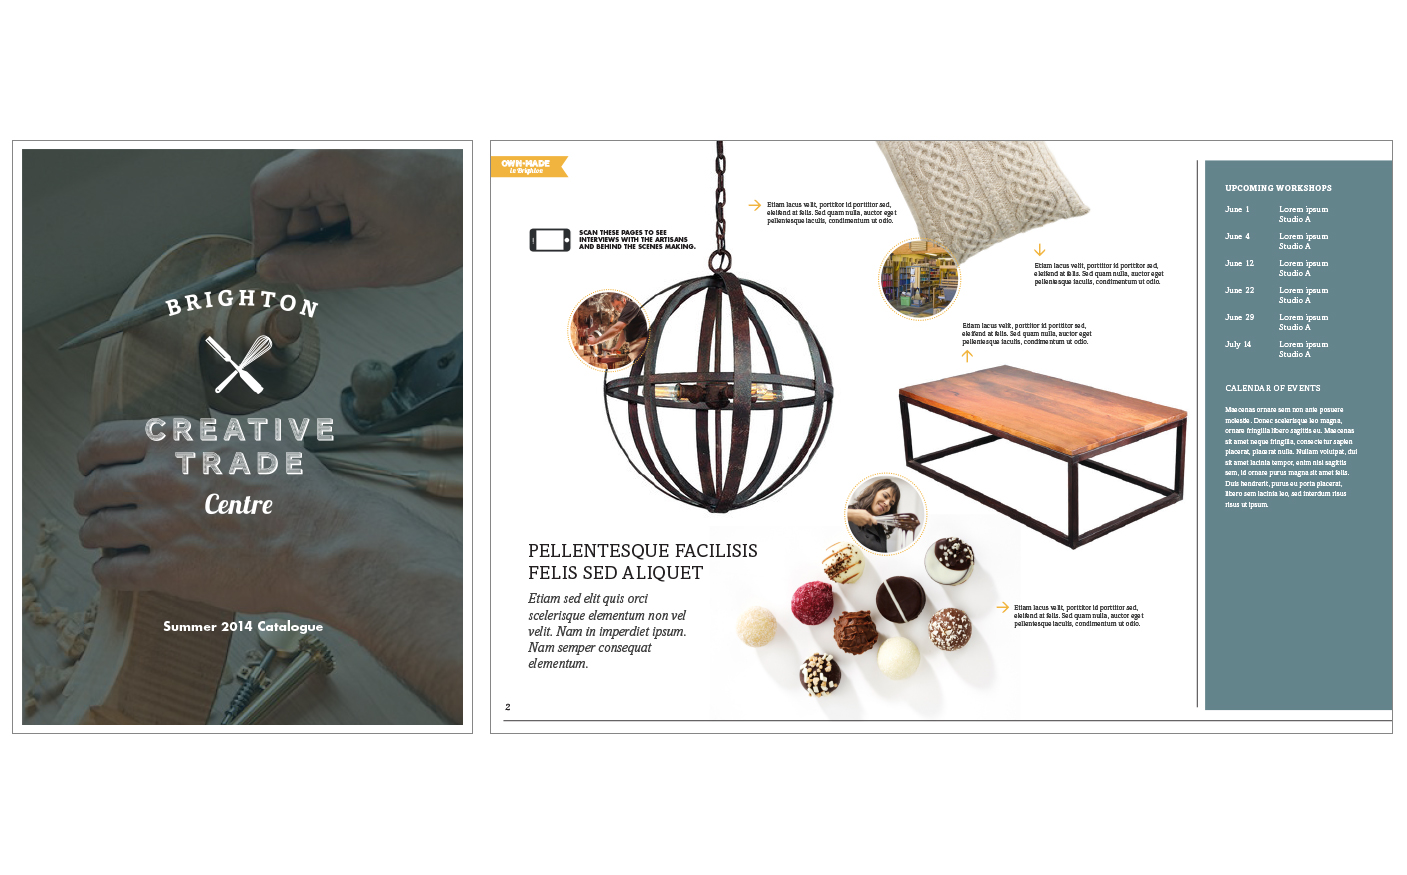 BRIGHTON
CREATIVE
TRADE
Centre
Summer 2014 Catalogue
OWN-MADE
in Brighton
SCAN THESE PAGES TO SEE
INTERVIEWS WITH THE ARTISANS
AND BEHIND THE SCENES MAKING.
Etiam lacus velit, porttitor id porttitor sed,
eleifend at felis. Sed quam nulla, auctor eget
pellentesque iaculis, condimentum ut odio.
Etiam lacus velit, porttitor id porttitor sed,
eleifend at felis. Sed quam nulla, auctor eget
pellentesque iaculis, condimentum ut odio.
Etiam lacus velit, porttitor id porttitor sed,
eleifend at felis. Sed quam nulla, auctor eget
pellentesque iaculis, condimentum ut odio.
PELLENTESQUE FACILISIS
FELIS SED ALIQUET
Etiam sed elit quis orci
scelerisque elementum non vel
velit. Nam in imperdiet ipsum.
Nam semper consequat
elementum.
Etiam lacus velit, porttitor id porttitor sed,
eleifend at felis. Sed quam nulla, auctor eget
pellentesque iaculis, condimentum ut odio.
2
UPCOMING WORKSHOPS
June 1 Lorem ipsum
Studio A
June 4 Lorem ipsum
Studio A
June 12 Lorem ipsum
Studio A
June 22 Lorem ipsum
Studio A
June 29 Lorem ipsum
Studio A
July 14 Lorem ipsum
Studio A
CALENDAR OF EVENTS
Maecenas ornare sem non ante posuere
molestie. Donec scelerisque leo magna,
ornare fringilla libero sagittis eu. Maecenas
sit amet neque fringilla, consectetur sapien
placerat, placerat nulla. Nullam volutpat, dui
sit amet lacinia tempor, enim nisl sagittis
sem, id ornare purus magna sit amet felis.
Duis hendrerit, purus eu porta placerat,
libero sem lacinia leo, sed interdum risus
risus ut ipsum.